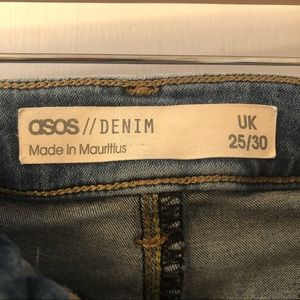 asos // DENIM UK
Made in Mauritius 25/30